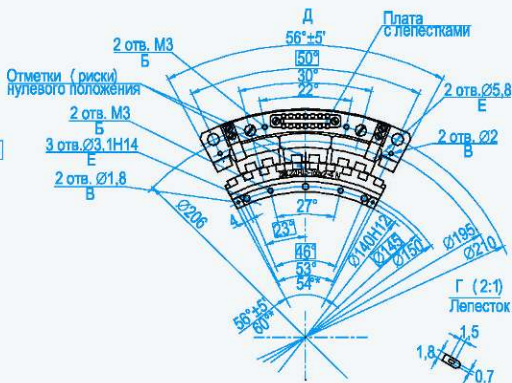 Д
56°±5'
50°
30°
22°
Плата
с лепестками
2 отв. М3
Б
Отметки (риски)
нулевого положения
2 отв. М3
Б
3 отв.Ø3.1Н14
Е
2 отв. Ø1,8
В
2 отв.Ø5,8
Е
2 отв. Ø2
В
Ø206
4
27°
23°
46°
53°
54°*
56°±5'
60°*
Ø140Н12
Ø145
Ø150
Ø195
Ø210
Г (2:1)
Лепесток
1,5
1,8
0.7